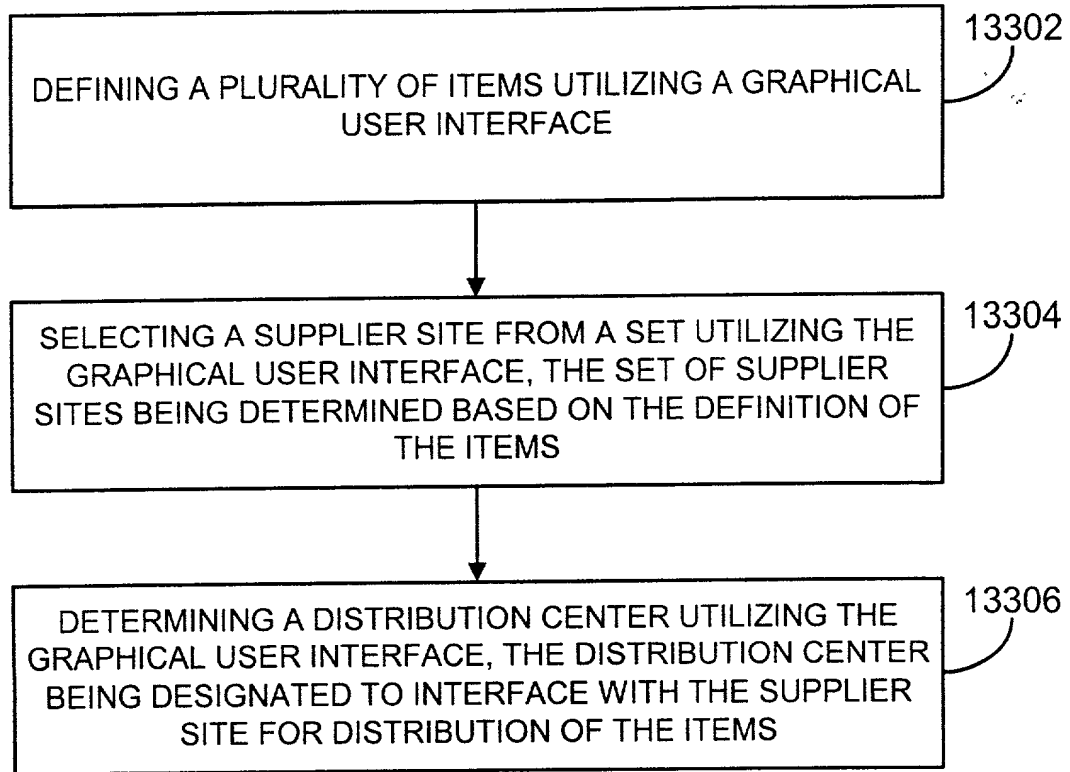 13302
DEFINING A PLURALITY OF ITEMS UTILIZING A GRAPHICAL
USER INTERFACE
13304
SELECTING A SUPPLIER SITE FROM A SET UTILIZING THE
GRAPHICAL USER INTERFACE, THE SET OF SUPPLIER
SITES BEING DETERMINED BASED ON THE DEFINITION OF
THE ITEMS
13306
DETERMINING A DISTRIBUTION CENTER UTILIZING THE
GRAPHICAL USER INTERFACE, THE DISTRIBUTION CENTER
BEING DESIGNATED TO INTERFACE WITH THE SUPPLIER
SITE FOR DISTRIBUTION OF THE ITEMS